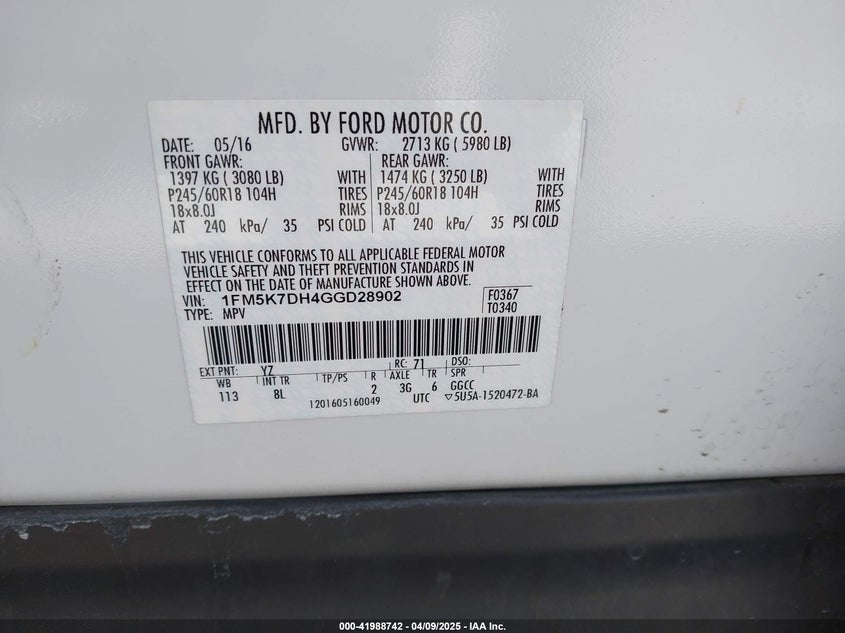 MFD. BY FORD MOTOR CO.
DATE: 05/16 GVWR: 2713 KG ( 5980 LB)
FRONT GAWR: REAR GAWR:
1397 KG ( 3080 LB) WITH 1474 KG ( 3250 LB) WITH
P245/60R18 104H TIRES P245/60R18 104H TIRES
18x8.0J RIMS 18x8.0J RIMS
AT 240 kPa/ 35 PSI COLD AT 240 kPa/ 35 PSI COLD
THIS VEHICLE CONFORMS TO ALL APPLICABLE FEDERAL MOTOR
VEHICLE SAFETY AND THEFT PREVENTION STANDARDS IN
EFFECT ON THE DATE OF MANUFACTURE SHOWN ABOVE.
VIN: 1FM5K7DH4GGD28902 F0367
TYPE: MPV T0340
EXT PNT: YZ RC: 71 DSO:
WB INT TR TP/PS R AXLE TR SPR
113 8L 2 3G 6 GGCC
1201605160049 UTC ▽5U5A-1520472-BA
000-41988742 / 04/09/2025 - IAA Inc.